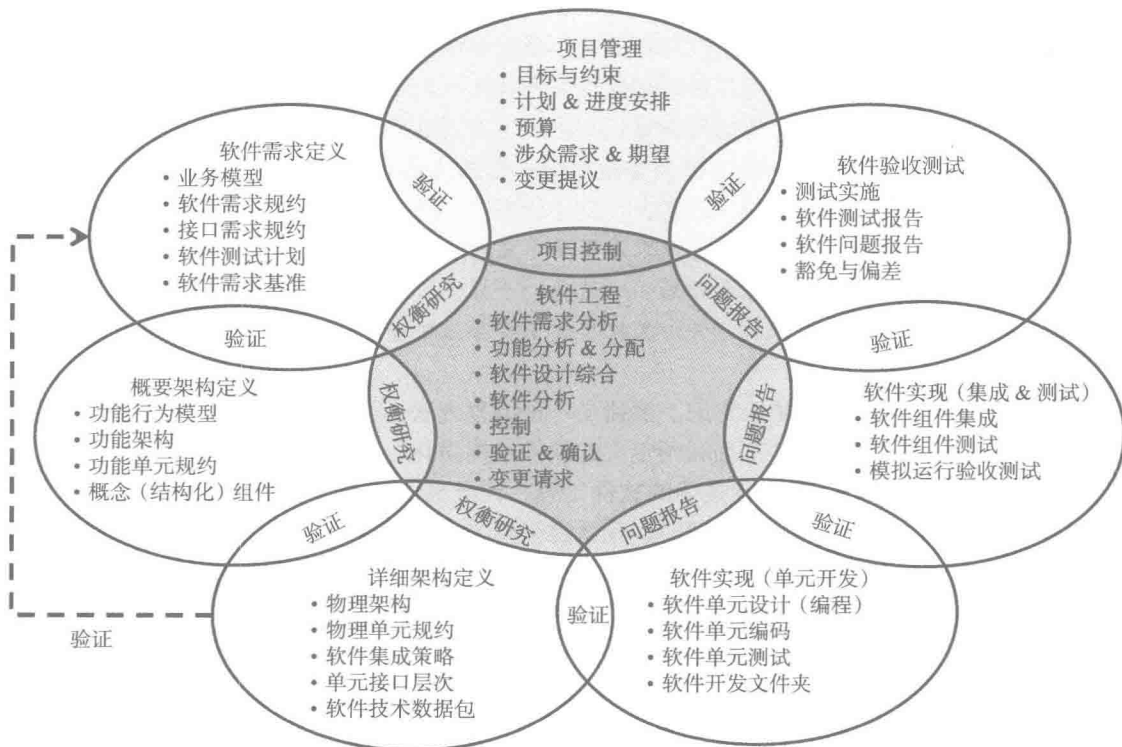 项目管理
• 目标与约束
• 计划 & 进度安排
• 预算
• 涉众需求 & 期望
• 变更提议
验证
验证
软件需求定义
• 业务模型
• 软件需求规约
• 接口需求规约
• 软件测试计划
• 软件需求基准
软件验收测试
• 测试实施
• 软件测试报告
• 软件问题报告
• 豁免与偏差
项目控制
软件工程
• 软件需求分析
• 功能分析 & 分配
• 软件设计综合
• 软件分析
• 控制
• 验证 & 确认
• 变更请求
权衡研究
问题报告
验证
验证
权衡研究
问题报告
概要架构定义
• 功能行为模型
• 功能架构
• 功能单元规约
• 概念（结构化）组件
软件实现（集成 & 测试）
• 软件组件集成
• 软件组件测试
• 模拟运行验收测试
权衡研究
问题报告
验证
验证
详细架构定义
• 物理架构
• 物理单元规约
• 软件集成策略
• 单元接口层次
• 软件技术数据包
验证
软件实现（单元开发）
• 软件单元设计（编程）
• 软件单元编码
• 软件单元测试
• 软件开发文件夹
验证